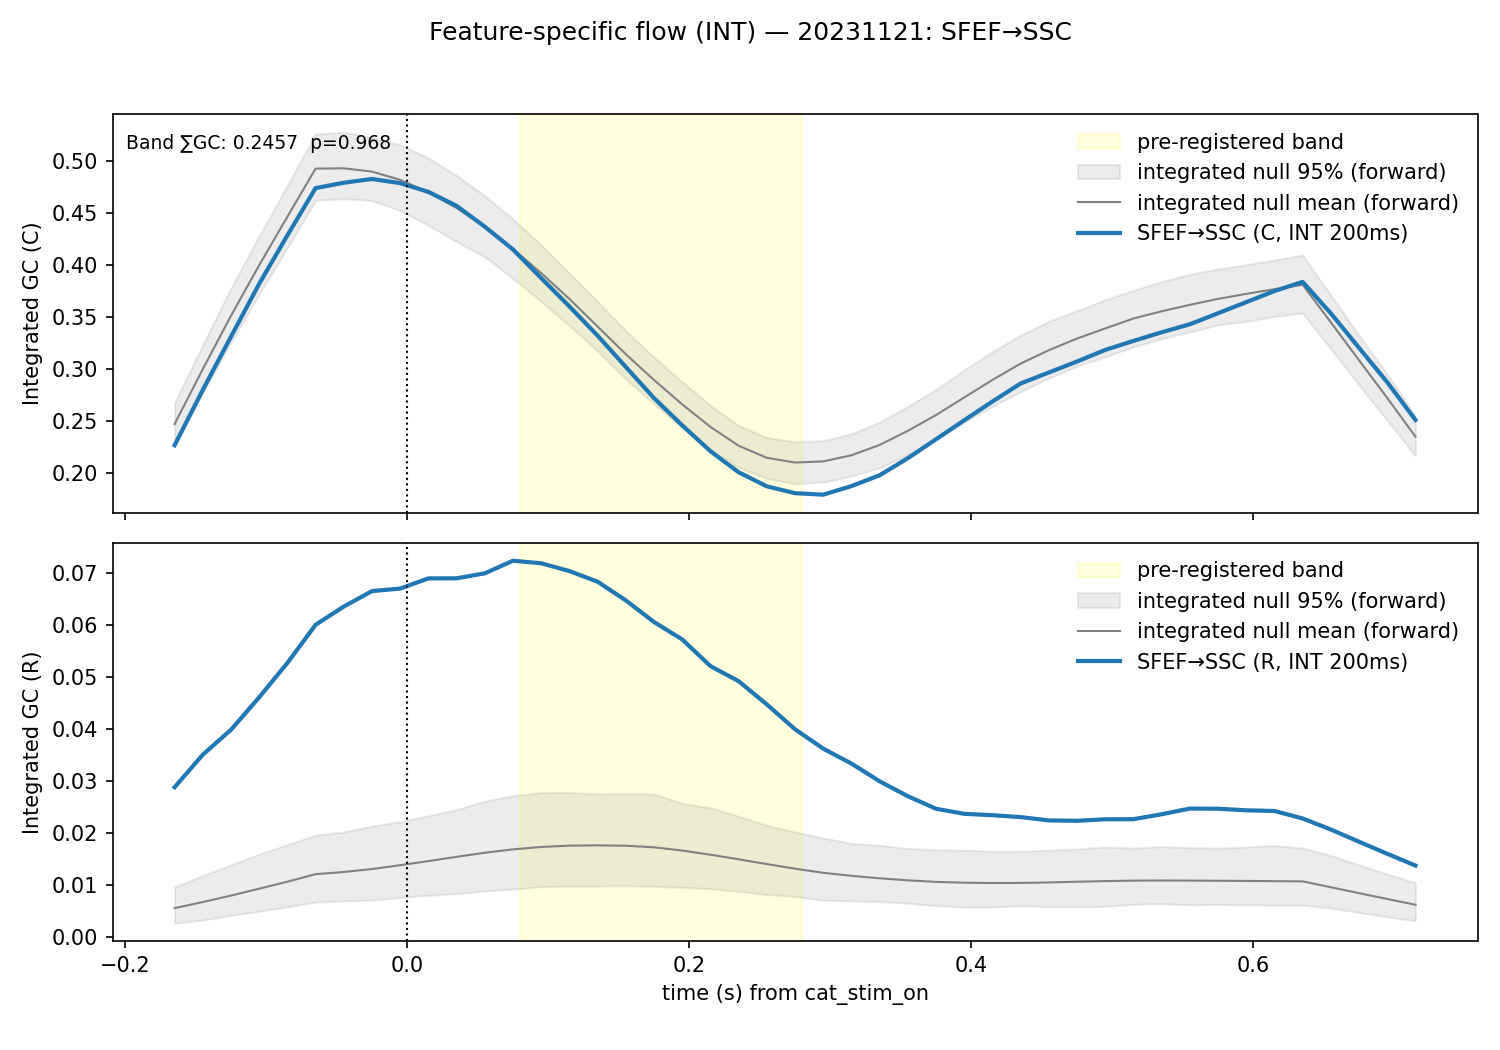 Feature-specific flow (INT) — 20231121: SFEF→SSC
Band ∑GC: 0.2457  p=0.968
pre-registered band
integrated null 95% (forward)
integrated null mean (forward)
SFEF→SSC (C, INT 200ms)
Integrated GC (C)
0.50
0.45
0.40
0.35
0.30
0.25
0.20
pre-registered band
integrated null 95% (forward)
integrated null mean (forward)
SFEF→SSC (R, INT 200ms)
Integrated GC (R)
0.07
0.06
0.05
0.04
0.03
0.02
0.01
0.00
−0.2 0.0 0.2 0.4 0.6
time (s) from cat_stim_on